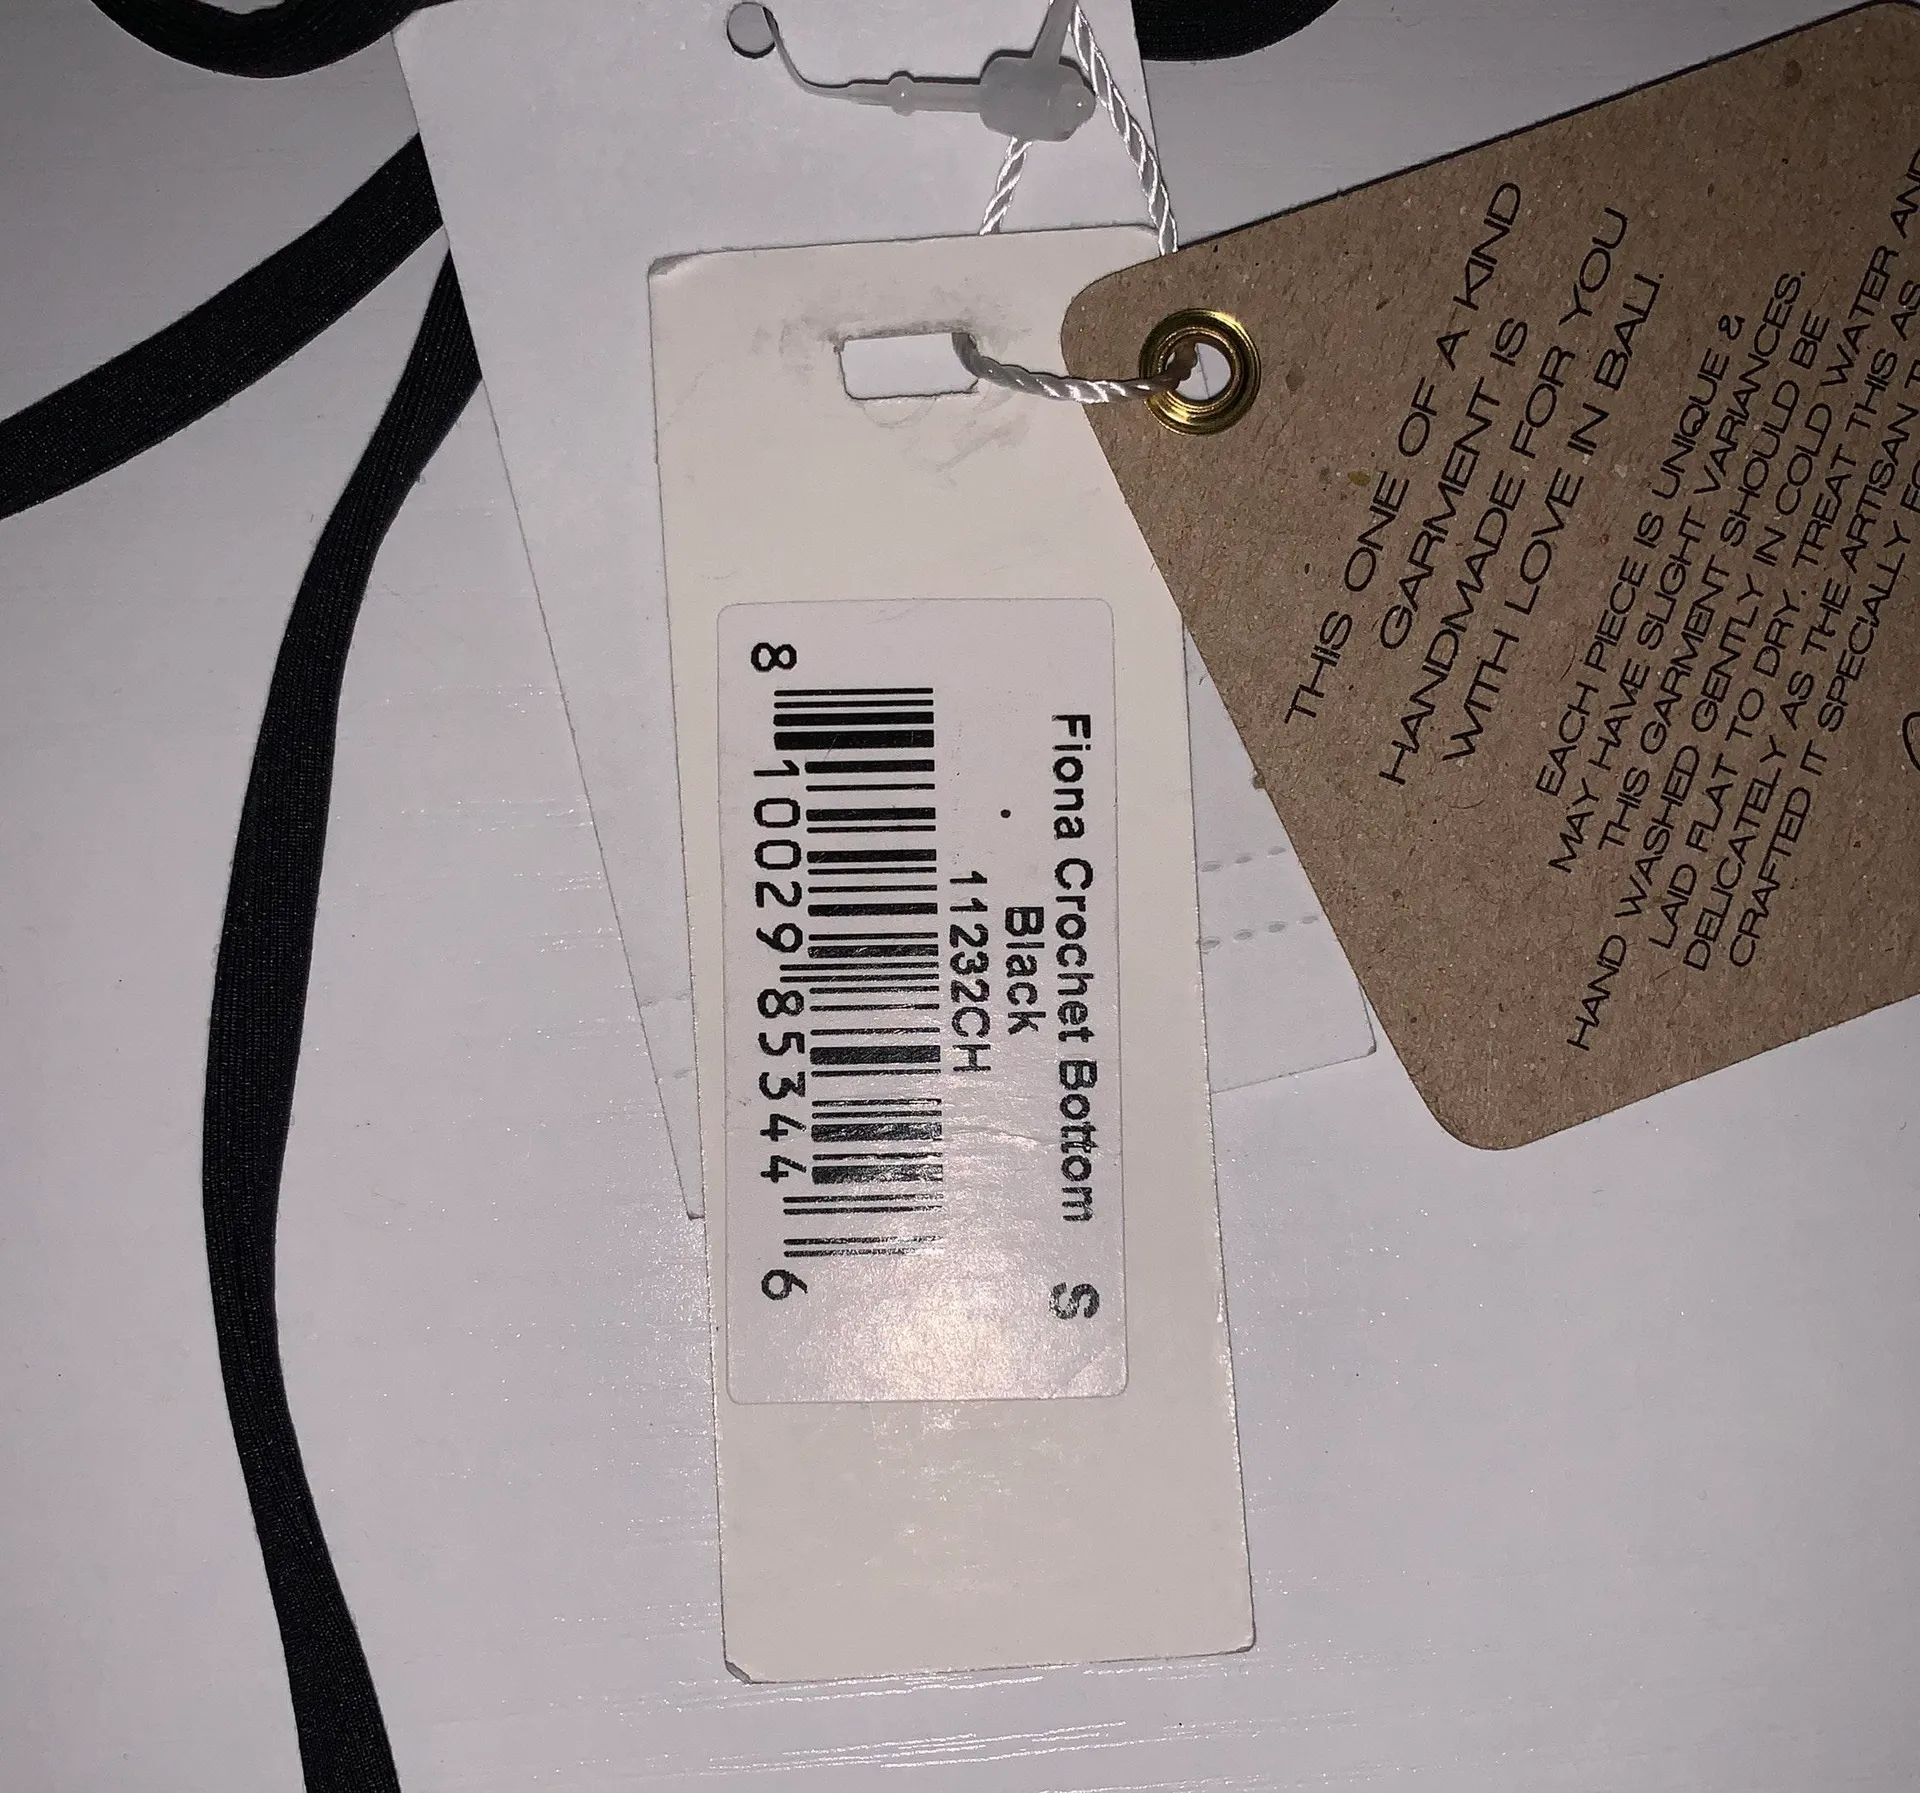 Fiona Crochet Bottom S
Black
11232CH
8 10029 85344 6
THIS ONE OF A KIND
GARMENT IS
HANDMADE FOR YOU
WITH LOVE IN BALI.
EACH PIECE IS UNIQUE &
MAY HAVE SLIGHT VARIANCES.
THIS GARMENT SHOULD BE
HAND WASHED GENTLY IN COLD WATER AND
LAID FLAT TO DRY. TREAT THIS AS
DELICATELY AS THE ARTISAN
CRAFTED IT SPECIALLY